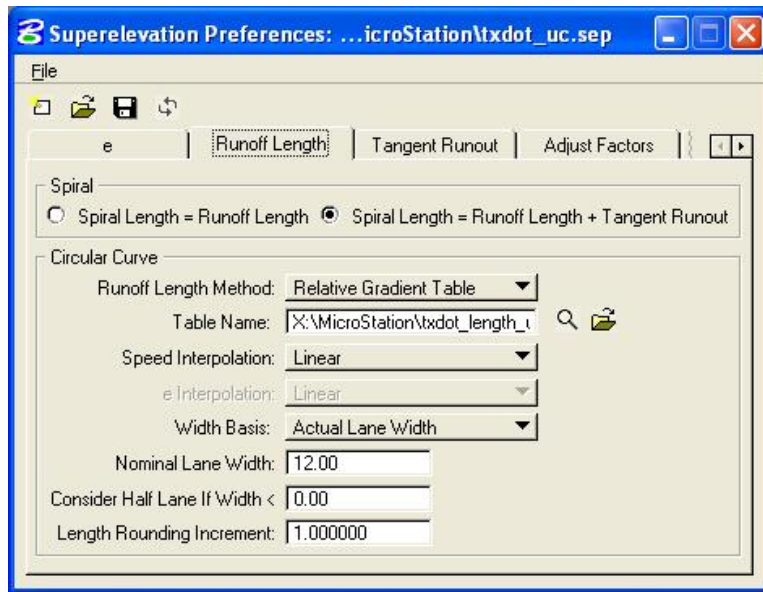 Superelevation Preferences: ...icroStation\txdot_uc.sep
File
e Runoff Length Tangent Runout Adjust Factors
Spiral
Spiral Length = Runoff Length Spiral Length = Runoff Length + Tangent Runout
Circular Curve
Runoff Length Method: Relative Gradient Table
Table Name: X:\MicroStation\txdot_length_u
Speed Interpolation: Linear
e Interpolation: Linear
Width Basis: Actual Lane Width
Nominal Lane Width: 12.00
Consider Half Lane If Width < 0.00
Length Rounding Increment: 1.000000